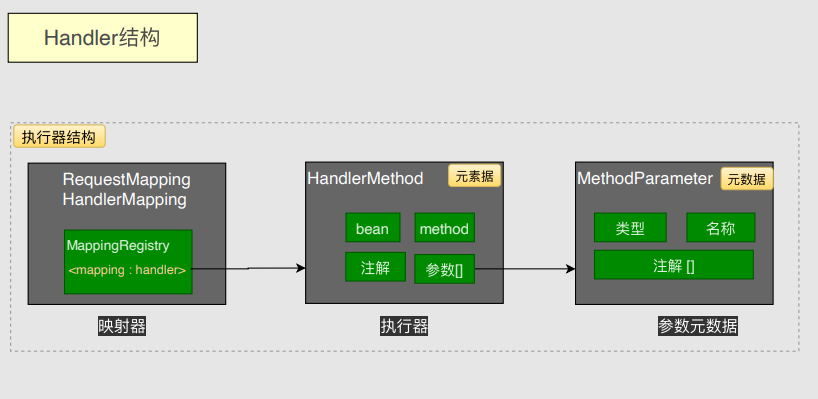 Handler结构
执行器结构
RequestMapping
HandlerMapping
MappingRegistry
<mapping : handler>
映射器
HandlerMethod
元素据
bean
method
注解
参数[]
执行器
MethodParameter
元数据
类型
名称
注解 []
参数元数据